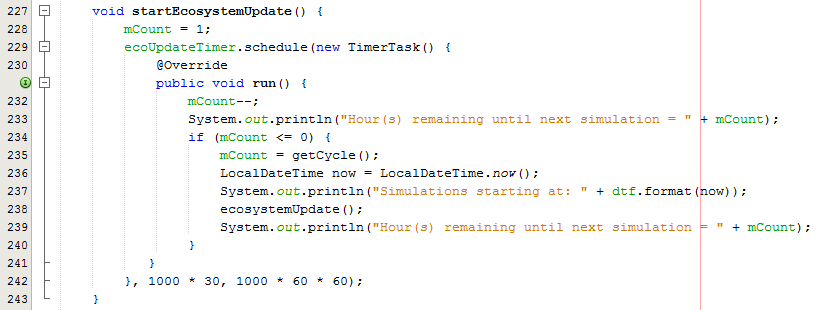 227 void startEcosystemUpdate() {
228 mCount = 1;
229 ecoUpdateTimer.schedule(new TimerTask() {
230 @Override
public void run() {
232 mCount--;
233 System.out.println("Hour(s) remaining until next simulation = " + mCount);
234 if (mCount <= 0) {
235 mCount = getCycle();
236 LocalDateTime now = LocalDateTime.now();
237 System.out.println("Simulations starting at: " + dtf.format(now));
238 ecosystemUpdate();
239 System.out.println("Hour(s) remaining until next simulation = " + mCount);
240 }
241 }
242 }, 1000 * 30, 1000 * 60 * 60);
243 }